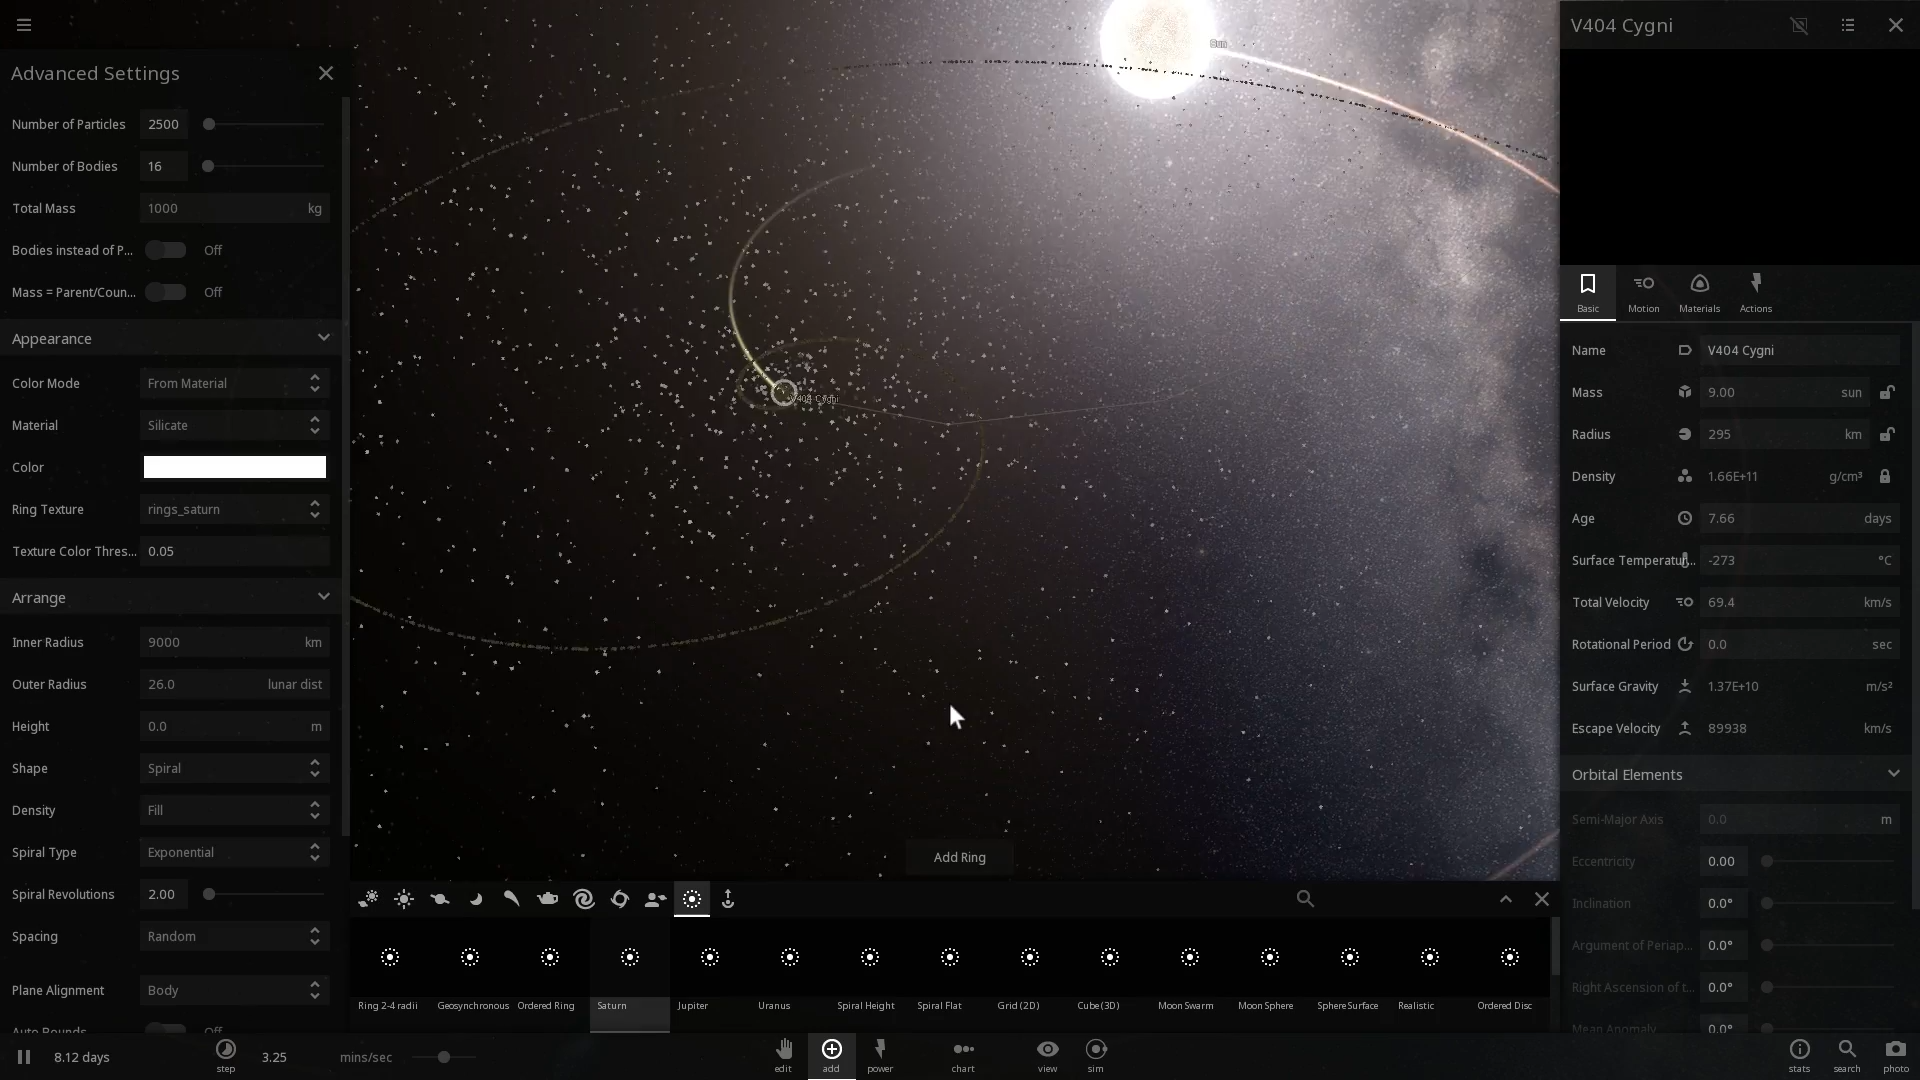 V404 Cygni
Advanced Settings
Sun
Number of Particles 2500
Number of Bodies 16
Total Mass 1000 kg
Bodies instead of P... Off
Mass = Parent/Coun... Off
Appearance
Color Mode From Material
Material Silicate
Color
Ring Texture rings_saturn
Texture Color Thres... 0.05
Arrange
Inner Radius 9000 km
Outer Radius 26.0 lunar dist
Height 0.0 m
Shape Spiral
Density Fill
Spiral Type Exponential
Spiral Revolutions 2.00
Spacing Random
Plane Alignment Body
Auto Bounds Off
V404 Cygni
Add Ring
Ring 2-4 radii Geosynchronous Ordered Ring Saturn Jupiter Uranus Spiral Height Spiral Flat Grid (2D) Cube (3D) Moon Swarm Moon Sphere Sphere Surface Realistic Ordered Disc
Basic Motion Materials Actions
Name V404 Cygni
Mass 9.00 sun
Radius 295 km
Density 1.66E+11 g/cm³
Age 7.66 days
Surface Temperatur... -273 °C
Total Velocity 69.4 km/s
Rotational Period 0.0 sec
Surface Gravity 1.37E+10 m/s²
Escape Velocity 89938 km/s
Orbital Elements
Semi-Major Axis 0.0 m
Eccentricity 0.00
Inclination 0.0°
Argument of Periap... 0.0°
Right Ascension of t... 0.0°
Mean Anomaly 0.0°
8.12 days step 3.25 mins/sec edit add power chart view sim stats search photo